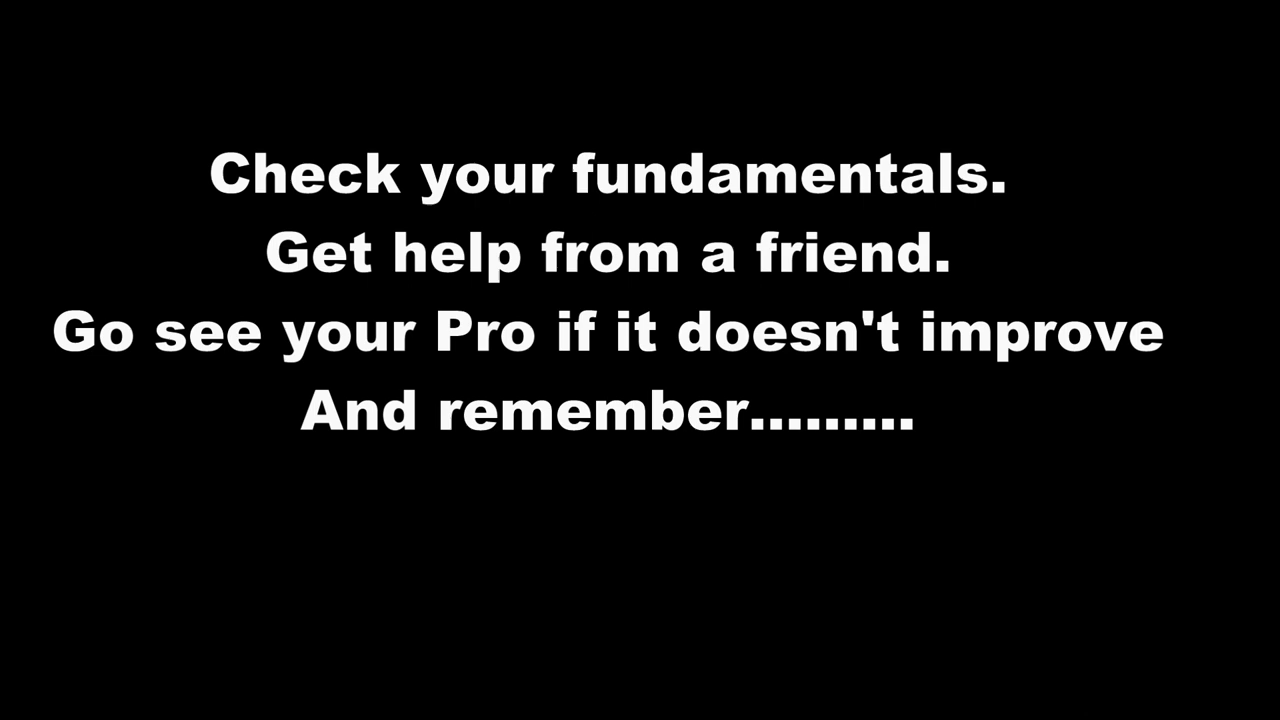 Check your fundamentals.
Get help from a friend.
Go see your Pro if it doesn't improve
And remember.........